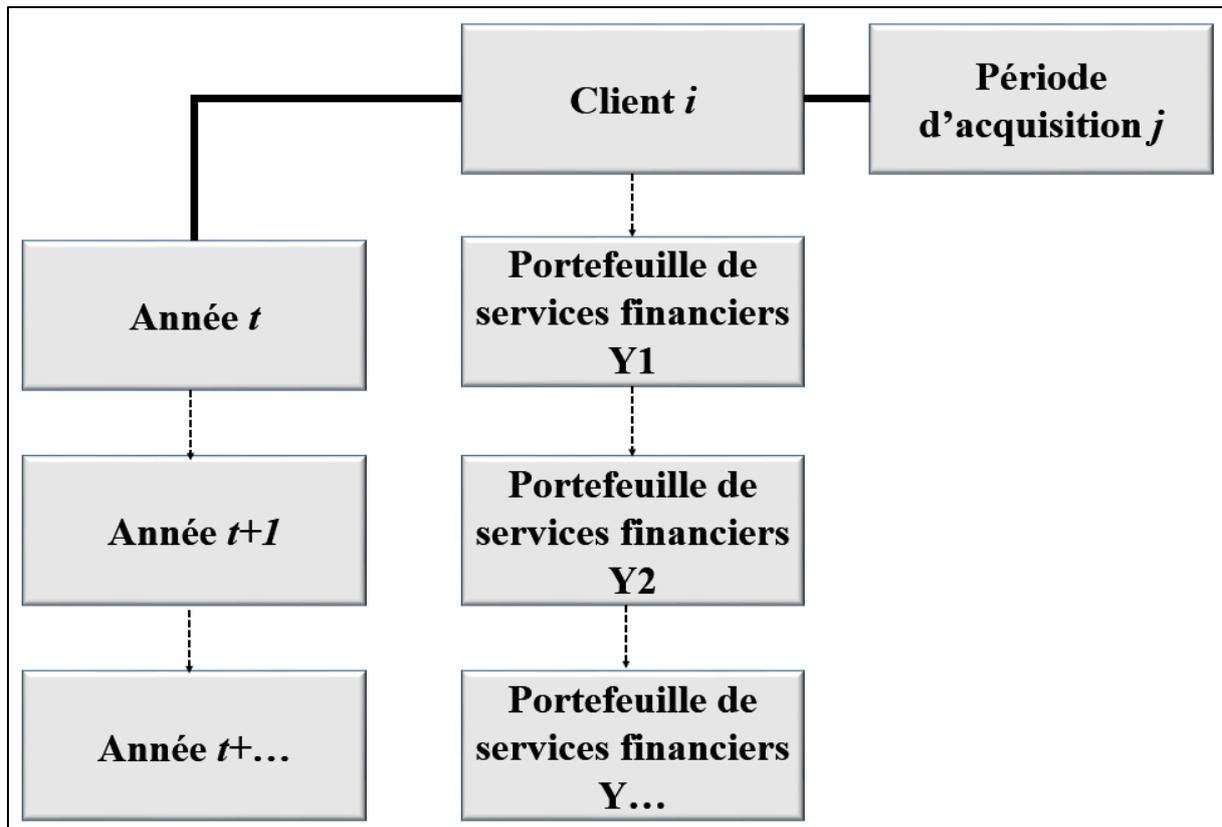 Client i
Période
d’acquisition j
Année t
Portefeuille de
services financiers
Y1
Année t+1
Portefeuille de
services financiers
Y2
Année t+…
Portefeuille de
services financiers
Y…